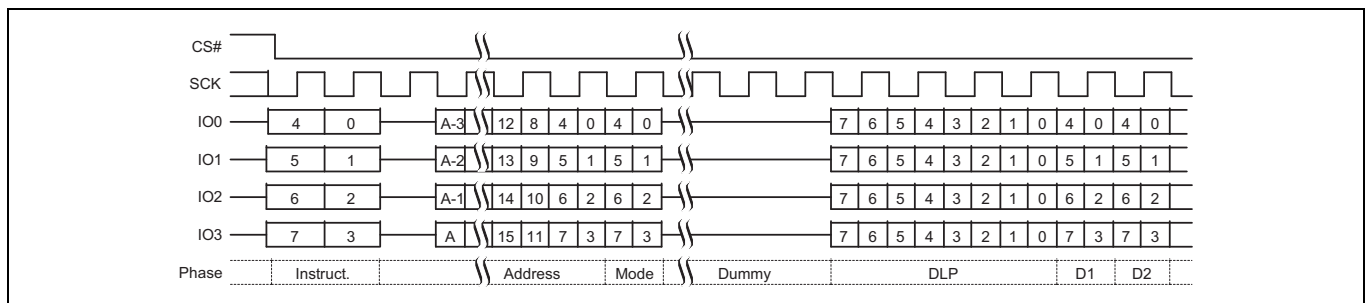 CS#
SCK
IO0 4 0 A-3 12 8 4 0 4 0 7 6 5 4 3 2 1 0 4 0 4 0
IO1 5 1 A-2 13 9 5 1 5 1 7 6 5 4 3 2 1 0 5 1 5 1
IO2 6 2 A-1 14 10 6 2 6 2 7 6 5 4 3 2 1 0 6 2 6 2
IO3 7 3 A 15 11 7 3 7 3 7 6 5 4 3 2 1 0 7 3 7 3
Phase Instruct. Address Mode Dummy DLP D1 D2